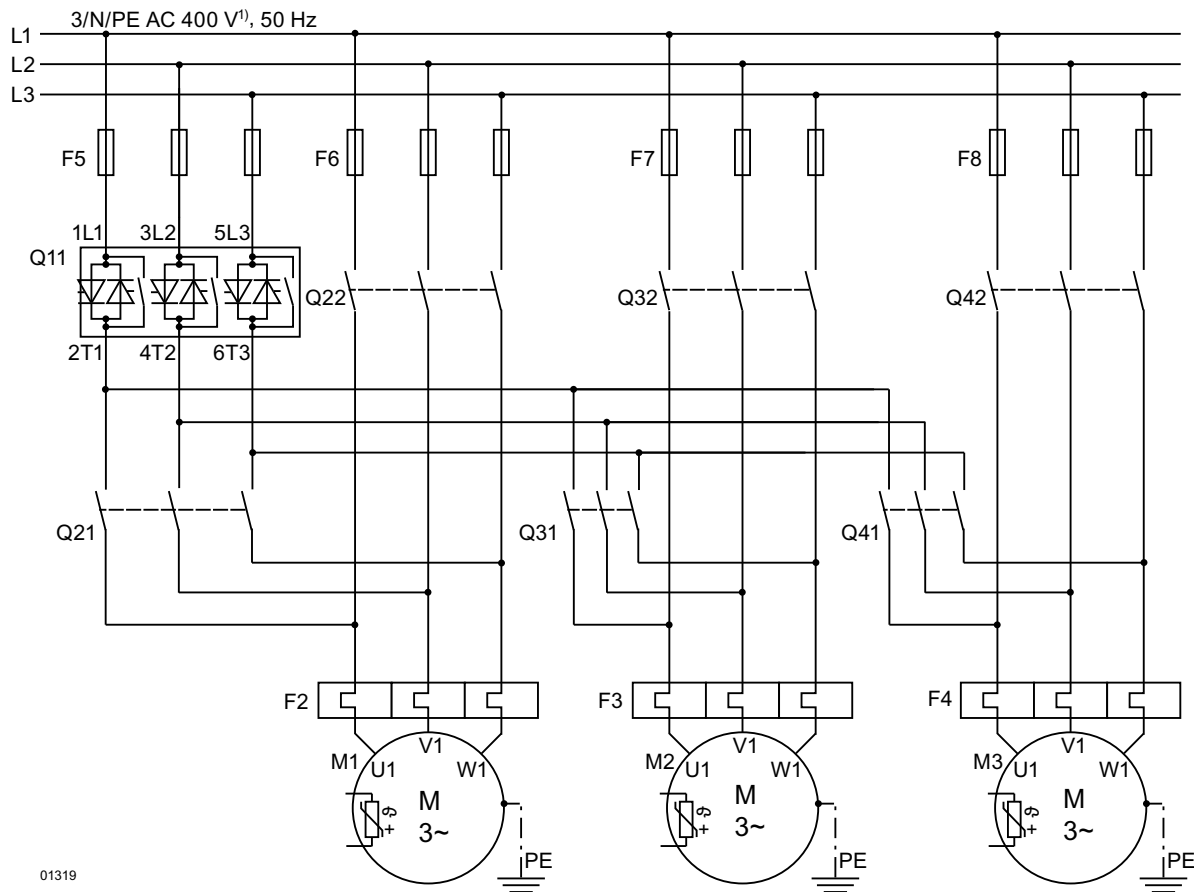 3/N/PE AC 400 V1), 50 Hz
L1
L2
L3
F5
F6
F7
F8
1L1 3L2 5L3
Q11
Q22
Q32
Q42
2T1 4T2 6T3
Q21
Q31
Q41
F2
F3
F4
M1 U1 V1 W1
M2 U1 V1 W1
M3 U1 V1 W1
M
3~
M
3~
M
3~
+ϑ
+ϑ
+ϑ
PE
PE
PE
01319